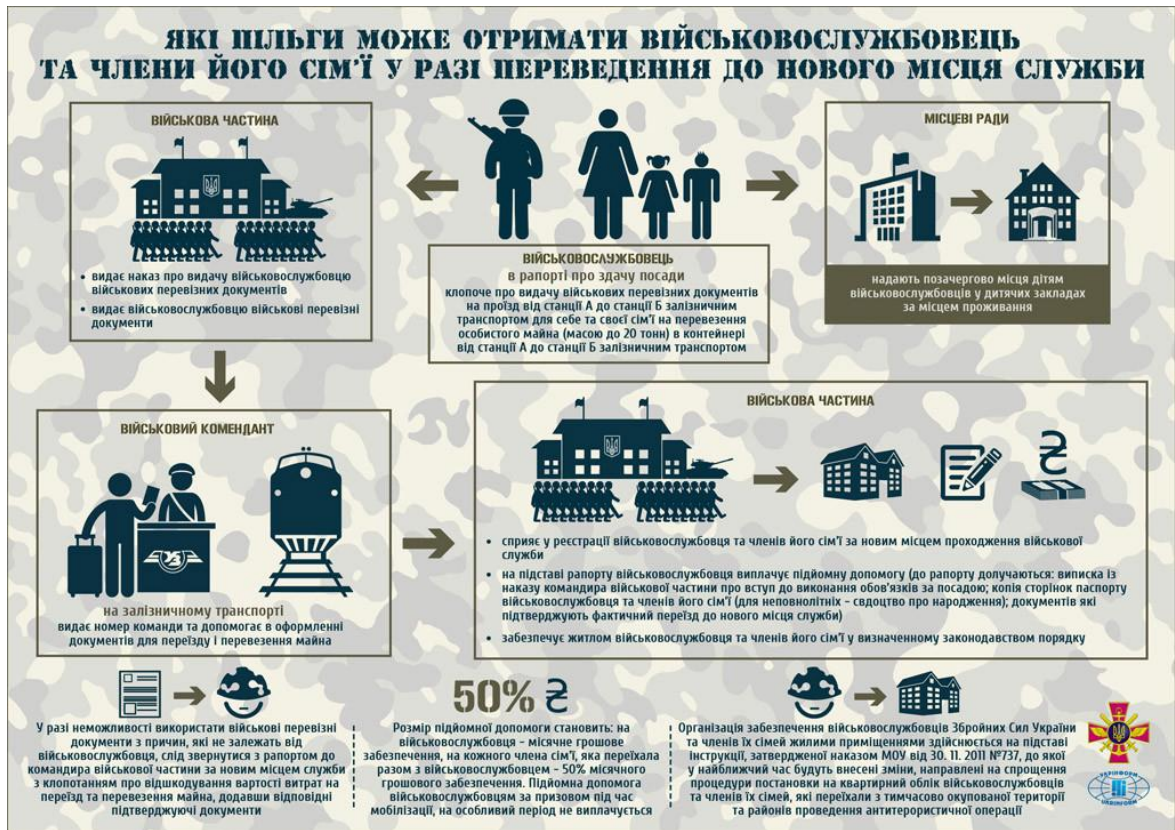 ЯКІ ПІЛЬГИ МОЖЕ ОТРИМАТИ ВІЙСЬКОВОСЛУЖБОВЕЦЬ
ТА ЧЛЕНИ ЙОГО СІМ'Ї У РАЗІ ПЕРЕВЕДЕННЯ ДО НОВОГО МІСЦЯ СЛУЖБИ
ВІЙСЬКОВА ЧАСТИНА
• видає наказ про видачу військовослужбовцю
військових перевізних документів
• видає військовослужбовцю військові перевізні
документи
ВІЙСЬКОВОСЛУЖБОВЕЦЬ
в рапорті про здачу посади
клопоче про видачу військових перевізних документів
на проїзд від станції А до станції Б залізничним
транспортом для себе та своєї сім'ї на перевезення
особистого майна (масою до 20 тонн) в контейнері
від станції А до станції Б залізничним транспортом
МІСЦЕВІ РАДИ
надають позачергово місця дітям
військовослужбовців у дитячих закладах
за місцем проживання
ВІЙСЬКОВИЙ КОМЕНДАНТ
УЗ
на залізничному транспорті
видає номер команди та допомогає в оформленні
документів для переїзду і перевезення майна
ВІЙСЬКОВА ЧАСТИНА
₴
• сприяє у реєстрації військовослужбовця та членів його сім'ї за новим місцем проходження військової
служби
• на підставі рапорту військовослужбовця виплачує підйомну допомогу (до рапорту долучаються: виписка із
наказу командира військової частини про вступ до виконання обов'язків за посадою; копія сторінок паспорту
військовослужбовця та членів його сім'ї (для неповнолітніх - свдоцтво про народження); документів які
підтверджують фактичний переїзд до нового місця служби)
• забезпечує житлом військовослужбовця та членів його сім'ї у визначенному законодавством порядку
У разі неможливості використати військові перевізні
документи з причин, які не залежать від
військовослужбовця, слід звернутися з рапортом до
командира військової частини за новим місцем служби
з клопотанням про відшкодування вартості витрат на
переїзд та перевезення майна, додавши відповідні
підтверджуючі документи
50% ₴
Розмір підйомної допомоги становить: на
військовослужбовця - місячне грошове
забезпечення, на кожного члена сім'ї, яка переїхала
разом з військовослужбоцем - 50% місячного
грошового забезпечення. Підйомна допомога
військовослужбовцям за призовом під час
мобілізації, на особливий період не виплачується
Організація забезпечення військовослужбовців Збройних Сил України
та членів їх сімей жилими приміщеннями здійснюється на підставі
інструкції, затвердженої наказом МОУ від 30. 11. 2011 №737, до якої
у найближчий час будуть внесені зміни, направлені на спрощення
процедури постановки на квартирний облік військовослужбовців
та членів їх сімей, які переїхали з тимчасово окупованої території
та районів проведення антитерористичної операції
УКРІНФОРМ
UKRINFORM